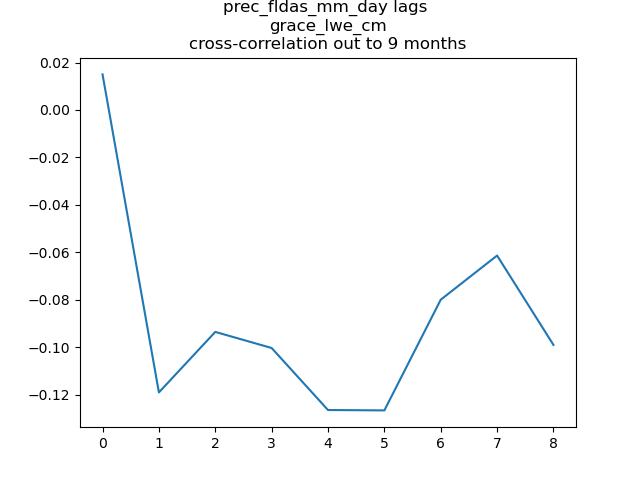 prec_fldas_mm_day lags
grace_lwe_cm
cross-correlation out to 9 months
0.02
0.00
−0.02
−0.04
−0.06
−0.08
−0.10
−0.12
0 1 2 3 4 5 6 7 8